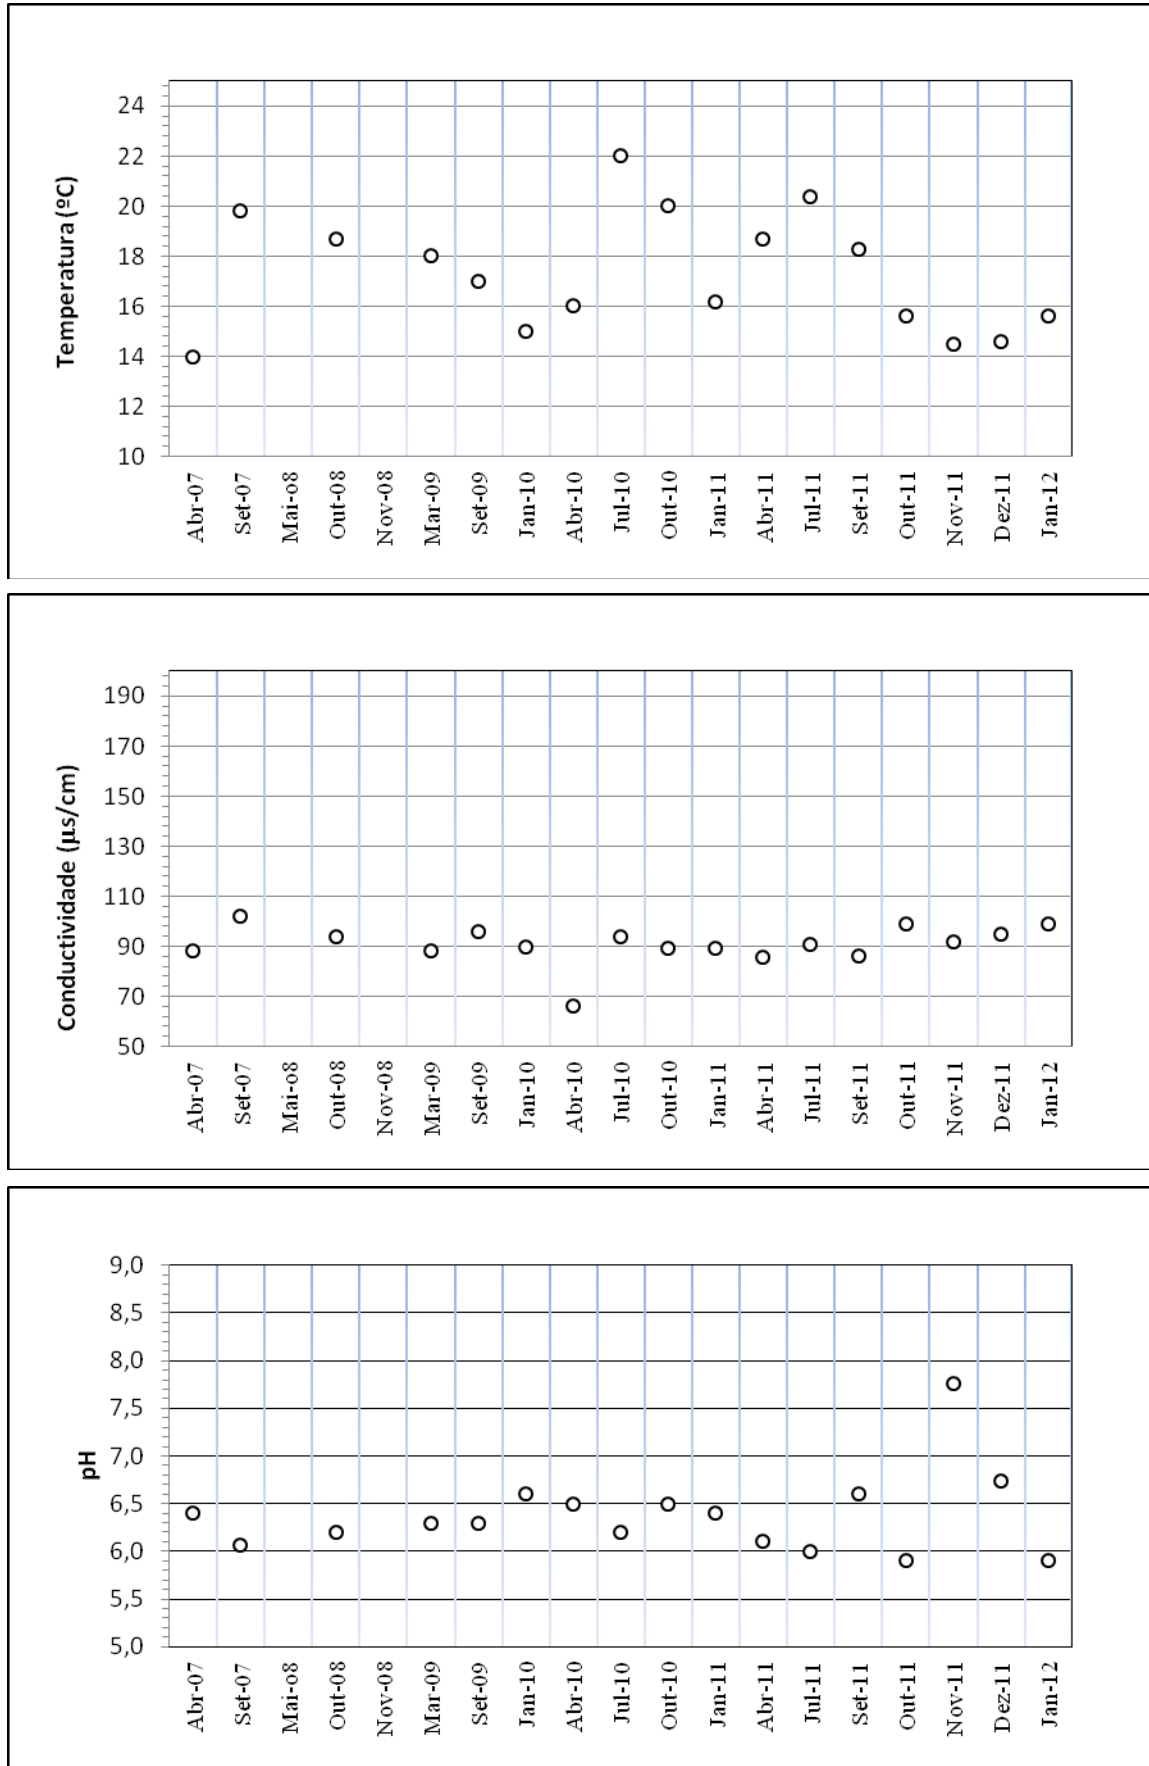 Temperatura (ºC)
24
22
20
18
16
14
12
10
Abr-07
Set-07
Mai-08
Out-08
Nov-08
Mar-09
Set-09
Jan-10
Abr-10
Jul-10
Out-10
Jan-11
Abr-11
Jul-11
Set-11
Out-11
Nov-11
Dez-11
Jan-12
Conductividade (µs/cm)
190
170
150
130
110
90
70
50
Abr-07
Set-07
Mai-08
Out-08
Nov-08
Mar-09
Set-09
Jan-10
Abr-10
Jul-10
Out-10
Jan-11
Abr-11
Jul-11
Set-11
Out-11
Nov-11
Dez-11
Jan-12
pH
9,0
8,5
8,0
7,5
7,0
6,5
6,0
5,5
5,0
Abr-07
Set-07
Mai-08
Out-08
Nov-08
Mar-09
Set-09
Jan-10
Abr-10
Jul-10
Out-10
Jan-11
Abr-11
Jul-11
Set-11
Out-11
Nov-11
Dez-11
Jan-12